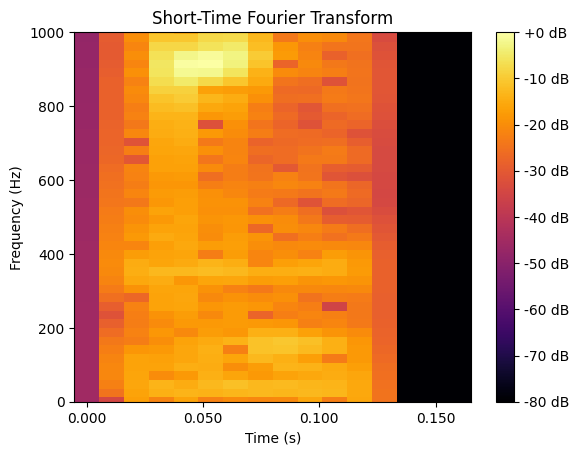 Short-Time Fourier Transform
Frequency (Hz)
1000
800
600
400
200
0
0.000
0.050
0.100
0.150
Time (s)
+0 dB
-10 dB
-20 dB
-30 dB
-40 dB
-50 dB
-60 dB
-70 dB
-80 dB